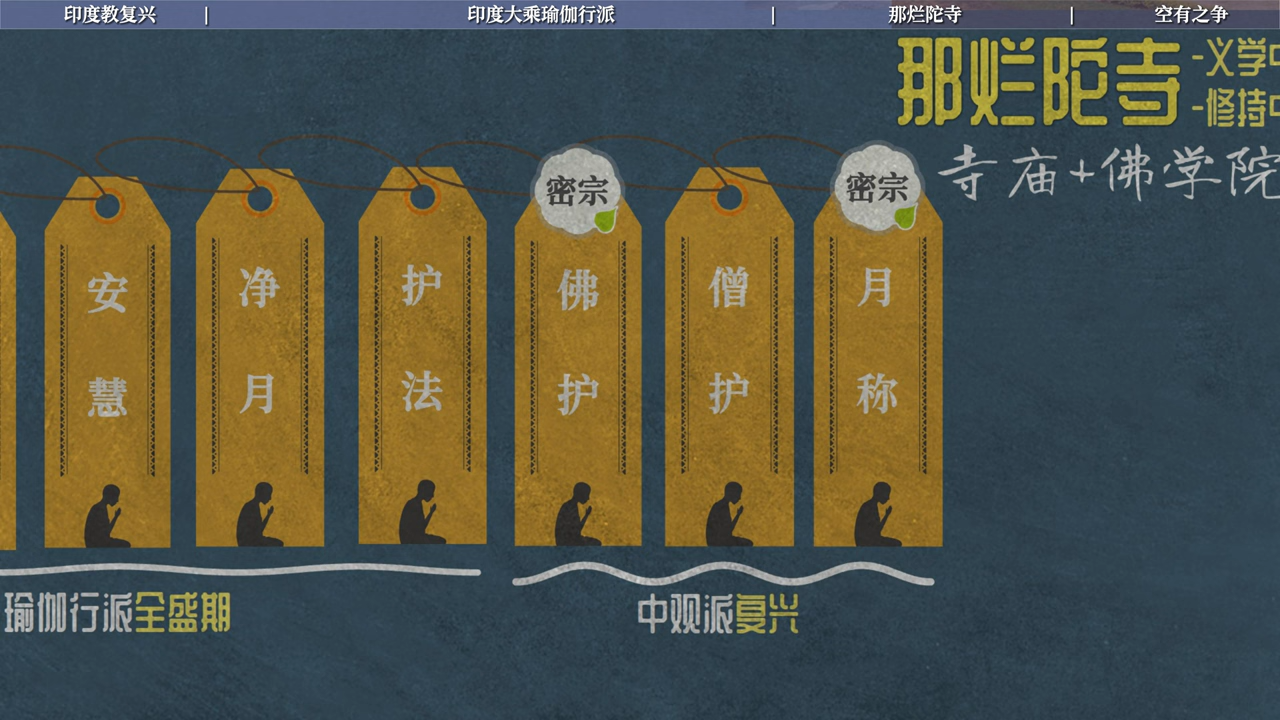 印度教复兴 | 印度大乘瑜伽行派 | 那烂陀寺 | 空有之争
那烂陀寺
-义学中
-修持中
寺庙+佛学院
密宗
密宗
安慧
净月
护法
佛护
僧护
月称
瑜伽行派全盛期
中观派复兴